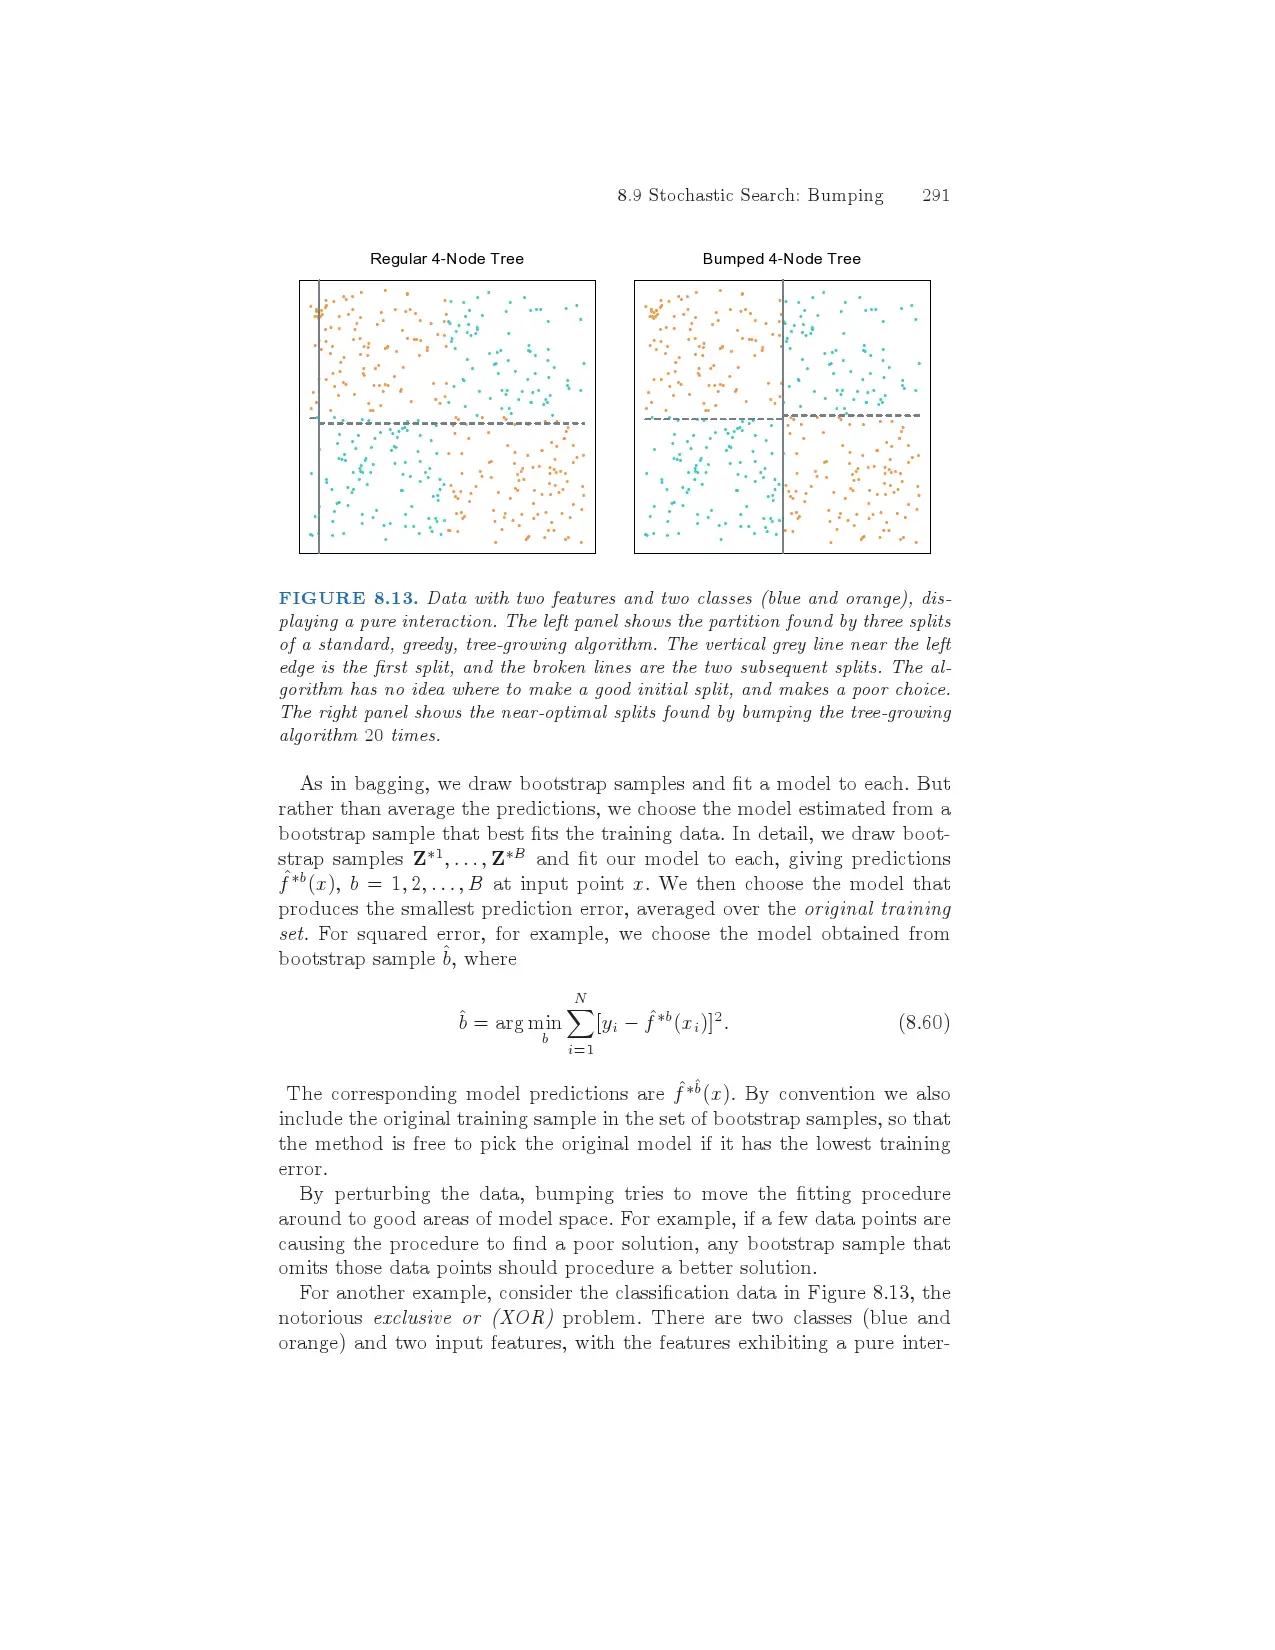 8.9 Stochastic Search: Bumping 291
Regular 4-Node Tree
Bumped 4-Node Tree
FIGURE 8.13. Data with two features and two classes (blue and orange), dis-
playing a pure interaction. The left panel shows the partition found by three splits
of a standard, greedy, tree-growing algorithm. The vertical grey line near the left
edge is the first split, and the broken lines are the two subsequent splits. The al-
gorithm has no idea where to make a good initial split, and makes a poor choice.
The right panel shows the near-optimal splits found by bumping the tree-growing
algorithm 20 times.
As in bagging, we draw bootstrap samples and fit a model to each. But
rather than average the predictions, we choose the model estimated from a
bootstrap sample that best fits the training data. In detail, we draw boot-
strap samples Z*1, . . . , Z*B and fit our model to each, giving predictions
f̂*b(x), b = 1, 2, . . . , B at input point x. We then choose the model that
produces the smallest prediction error, averaged over the original training
set. For squared error, for example, we choose the model obtained from
bootstrap sample b̂, where
b̂ = arg min_b ∑_{i=1}^{N} [y_i − f̂*b(x_i)]². (8.60)
The corresponding model predictions are f̂*b̂(x). By convention we also
include the original training sample in the set of bootstrap samples, so that
the method is free to pick the original model if it has the lowest training
error.
By perturbing the data, bumping tries to move the fitting procedure
around to good areas of model space. For example, if a few data points are
causing the procedure to find a poor solution, any bootstrap sample that
omits those data points should procedure a better solution.
For another example, consider the classification data in Figure 8.13, the
notorious exclusive or (XOR) problem. There are two classes (blue and
orange) and two input features, with the features exhibiting a pure inter-